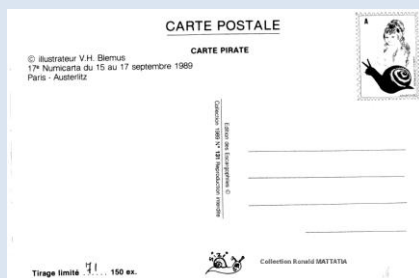 CARTE POSTALE
CARTE PIRATE
© illustrateur V.H. Blemus
17e Numicarta du 15 au 17 septembre 1989
Paris - Austerlitz
A
Edition des Escargophiles ©
Collection 1989 N° 121 Reproduction interdite
Tirage limité 71 150 ex.
Collection Ronald MATTATIA